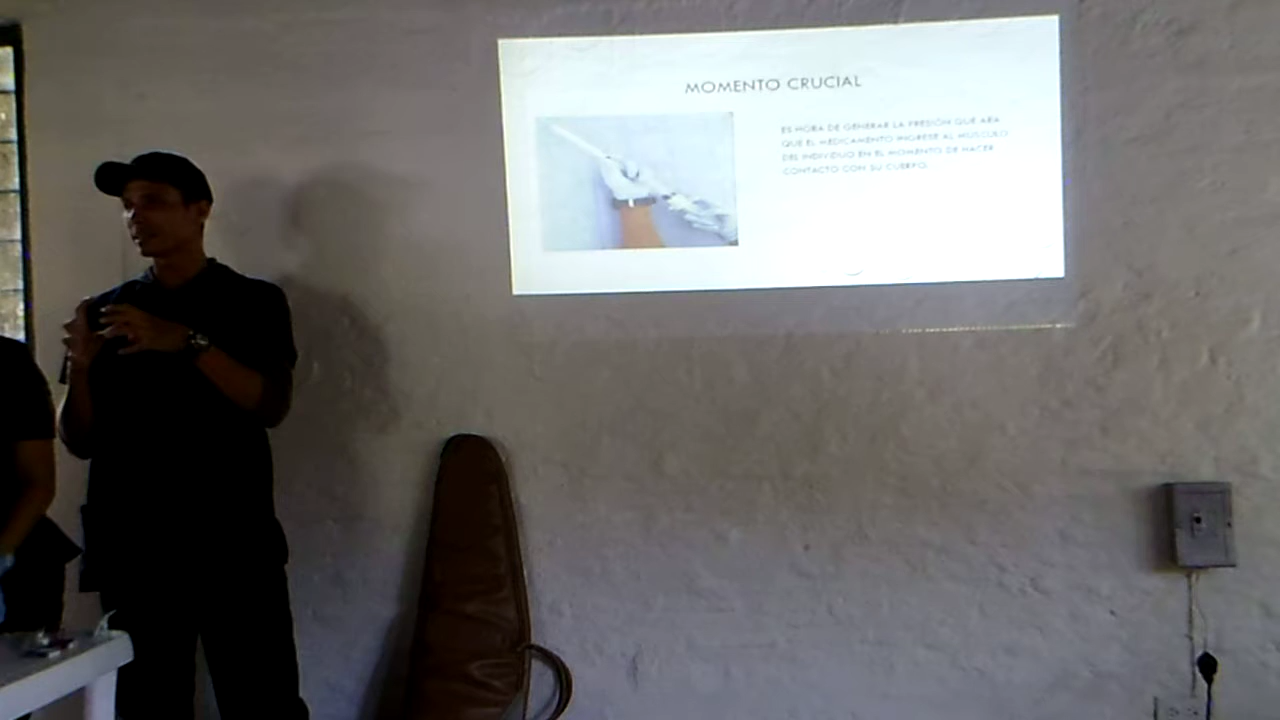 MOMENTO CRUCIAL
ES HORA DE GENERAR LA PRESIÓN QUE ARA
QUE EL MEDICAMENTO INGRESE AL MUSCULO
DEL INDIVIDUO EN EL MOMENTO DE HACER
CONTACTO CON SU CUERPO.